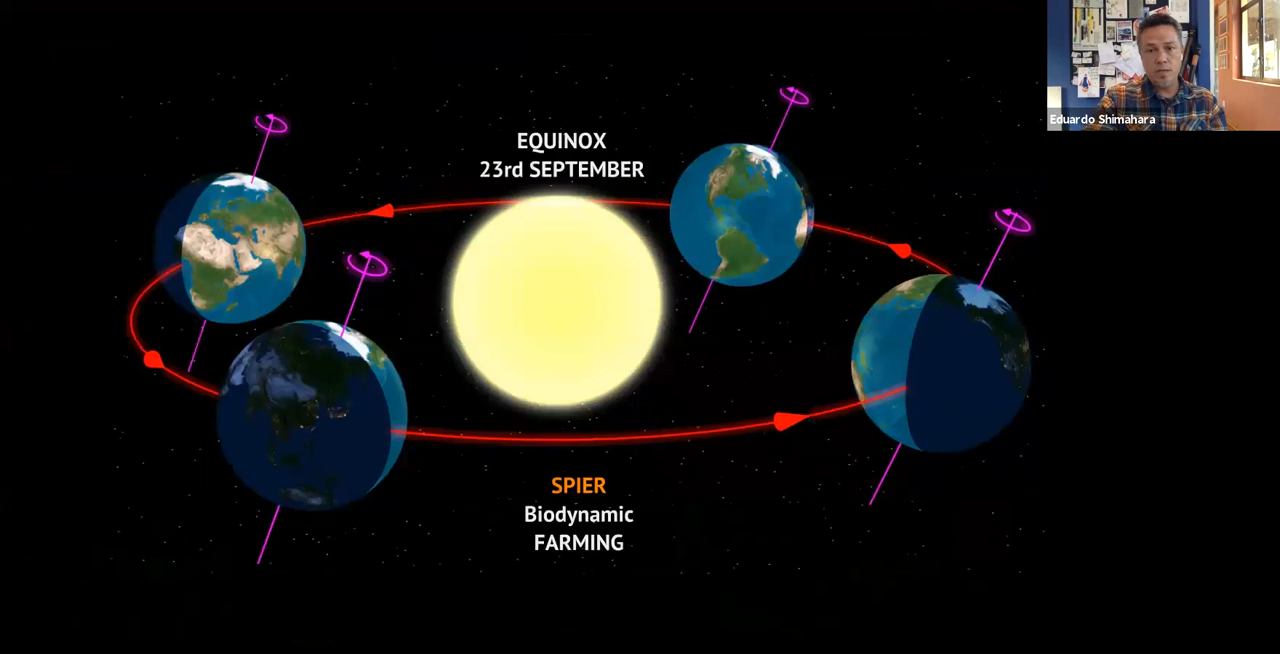 EQUINOX
23rd SEPTEMBER
Eduardo Shimahara
SPIER
Biodynamic
FARMING